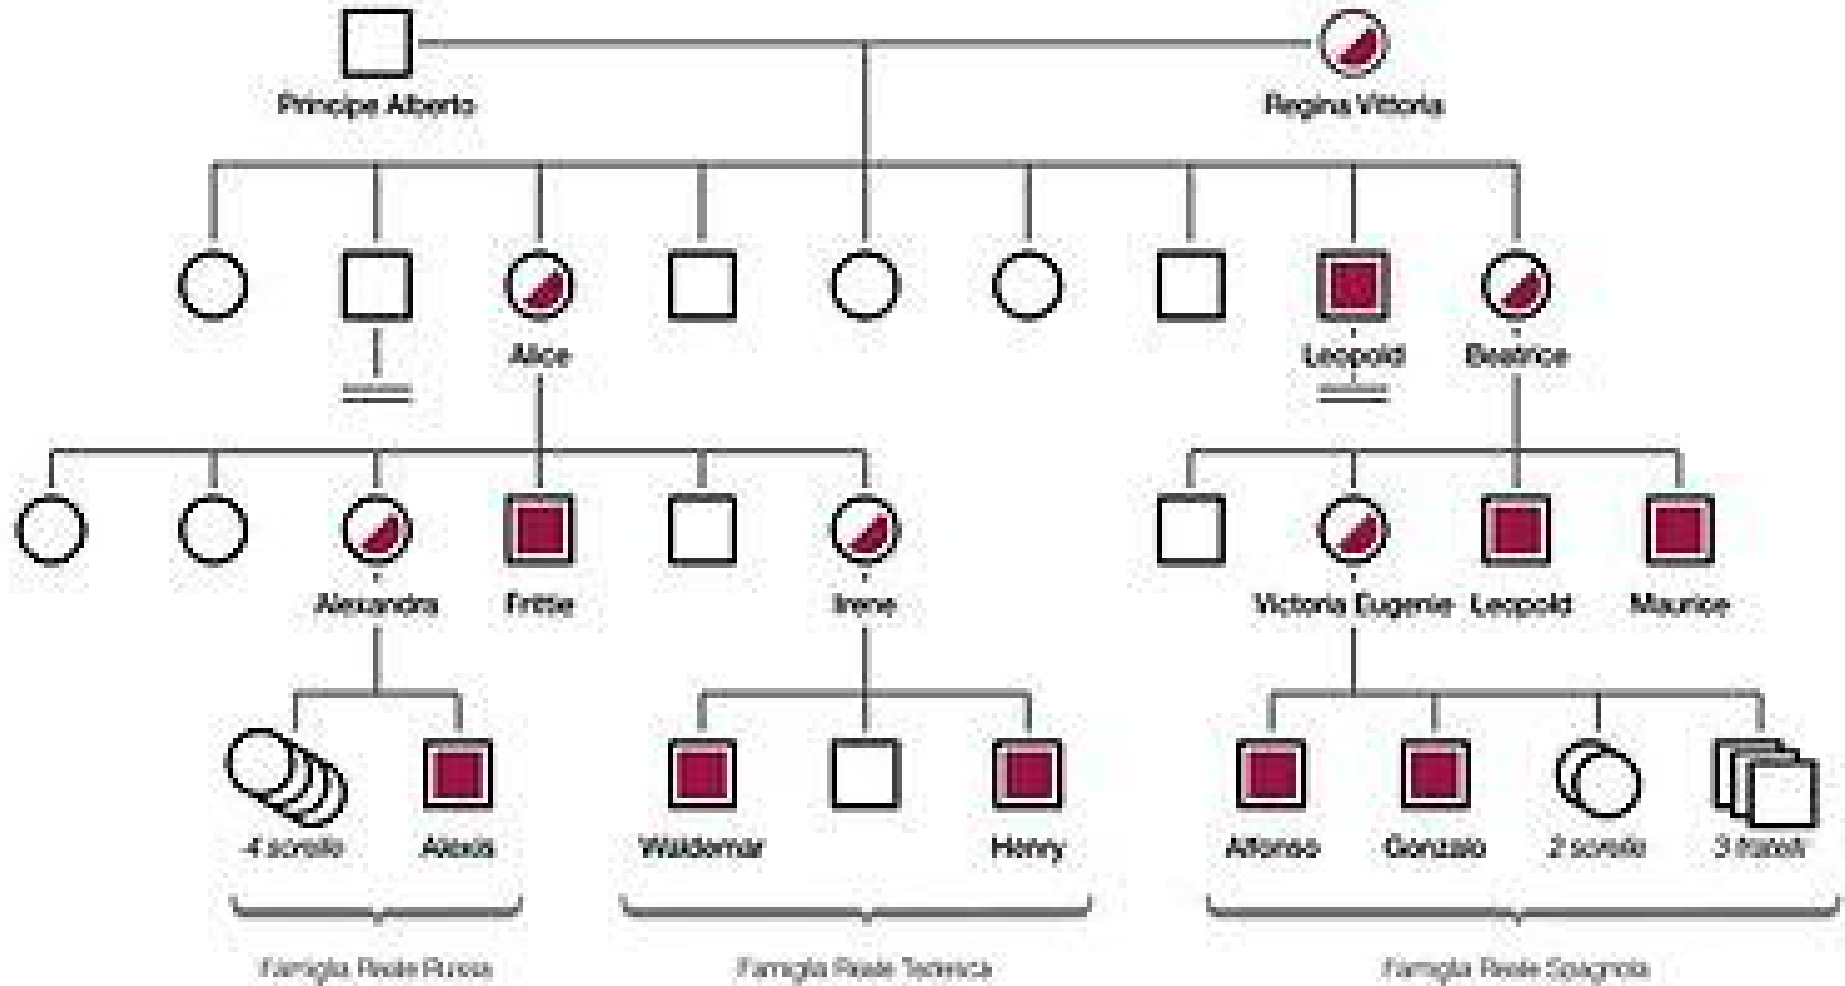 Principe Alberto
Regina Vittoria
Alice
Leopold
Beatrice
Alexandra
Frittie
Irene
Victoria Eugenie
Leopold
Maurice
4 sorelle
Alexis
Waldemar
Henry
Alfonso
Gonzalo
2 sorelle
3 fratelli
Famiglia Reale Russa
Famiglia Reale Tedesca
Famiglia Reale Spagnola